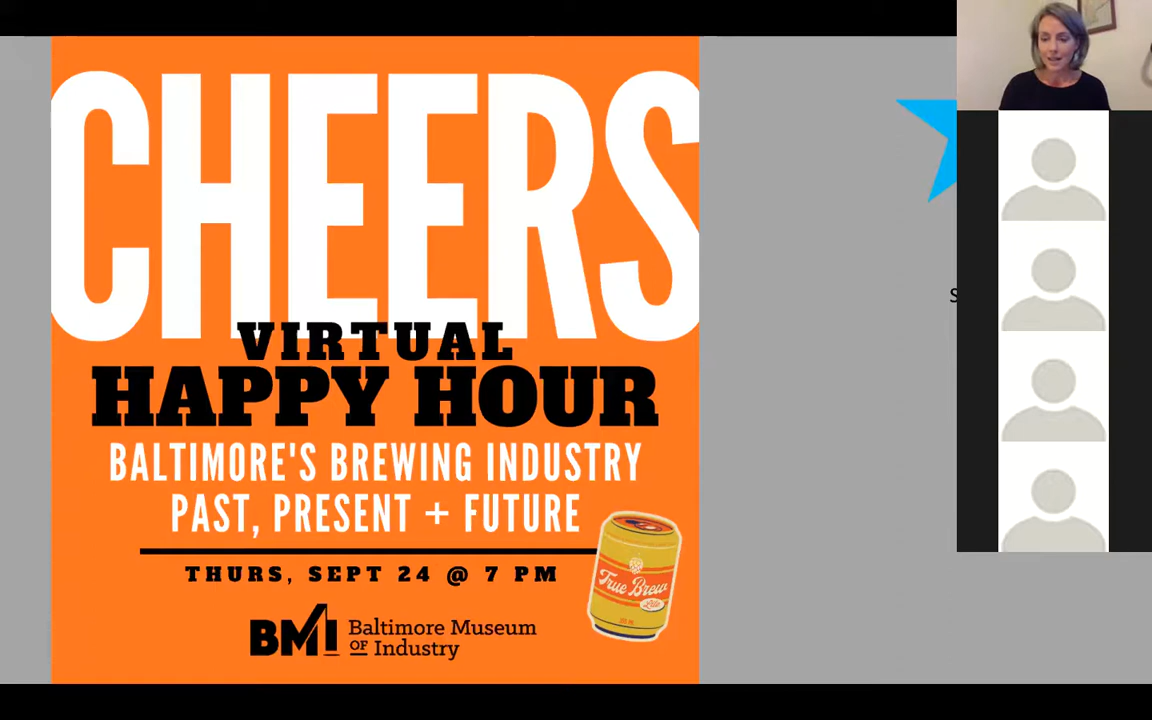 CHEERS
VIRTUAL
HAPPY HOUR
BALTIMORE'S BREWING INDUSTRY
PAST, PRESENT + FUTURE
THURS, SEPT 24 @ 7 PM
True Brew
Lite
BMI Baltimore Museum
OF Industry